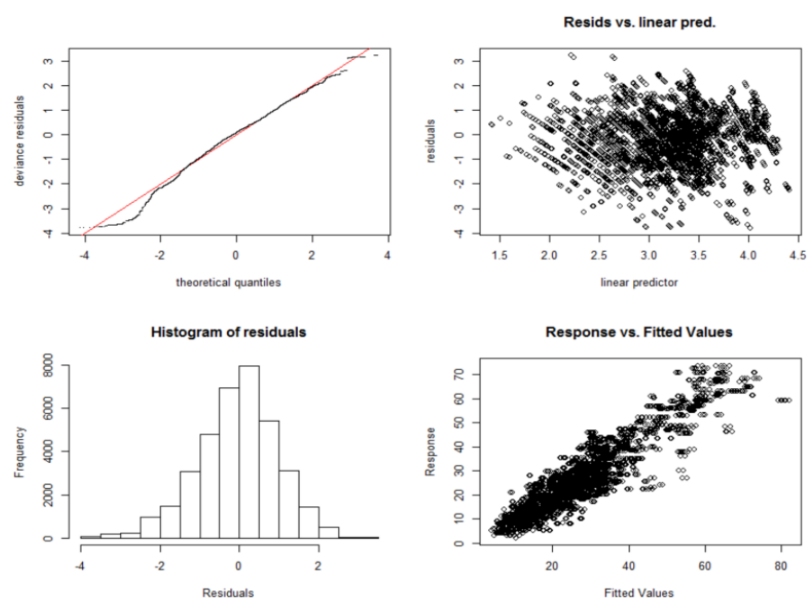 deviance residuals
3
2
1
0
-1
-2
-3
-4
-4 -2 0 2 4
theoretical quantiles
Resids vs. linear pred.
residuals
3
2
1
0
-1
-2
-3
-4
1.5 2.0 2.5 3.0 3.5 4.0 4.5
linear predictor
Histogram of residuals
Frequency
8000
6000
4000
2000
0
-4 -2 0 2
Residuals
Response vs. Fitted Values
Response
70
60
50
40
30
20
10
0
20 40 60 80
Fitted Values